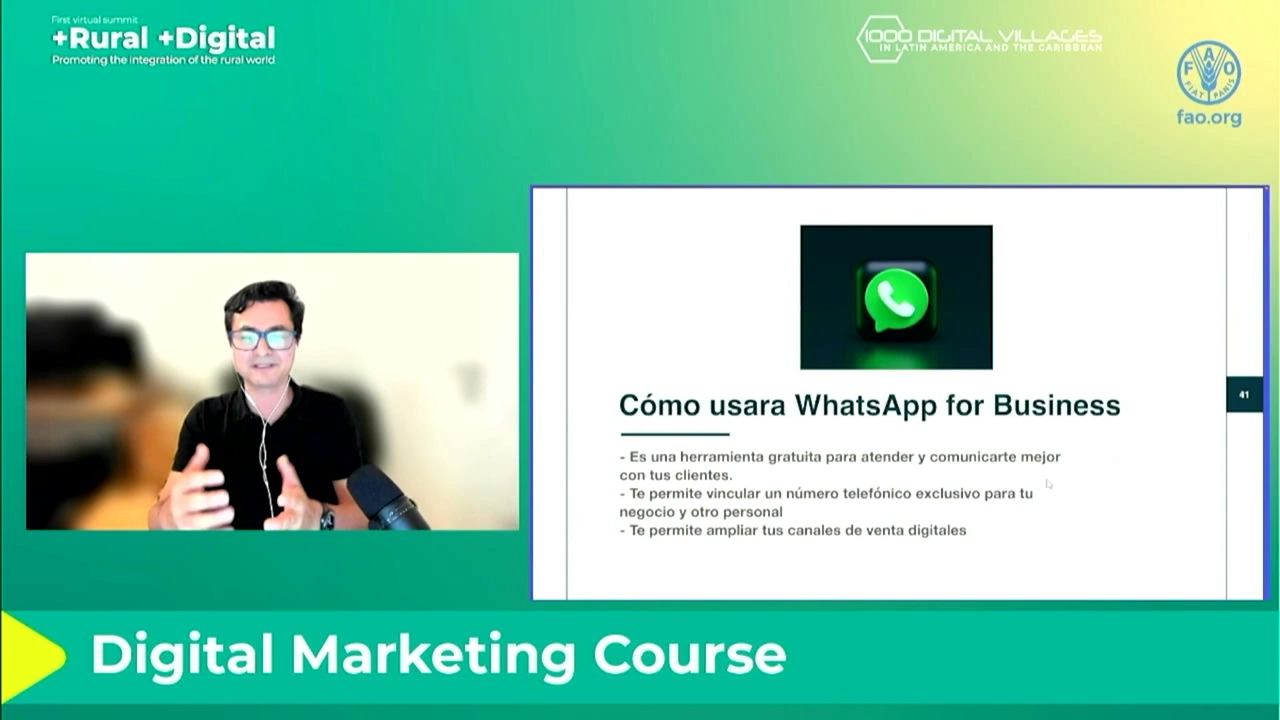 First virtual summit
+Rural +Digital
Promoting the integration of the rural world
1000 DIGITAL VILLAGES
IN LATIN AMERICA AND THE CARIBBEAN
FAO
FIAT PANIS
fao.org
Cómo usara WhatsApp for Business
41
- Es una herramienta gratuita para atender y comunicarte mejor
con tus clientes.
- Te permite vincular un número telefónico exclusivo para tu
negocio y otro personal
- Te permite ampliar tus canales de venta digitales
Digital Marketing Course